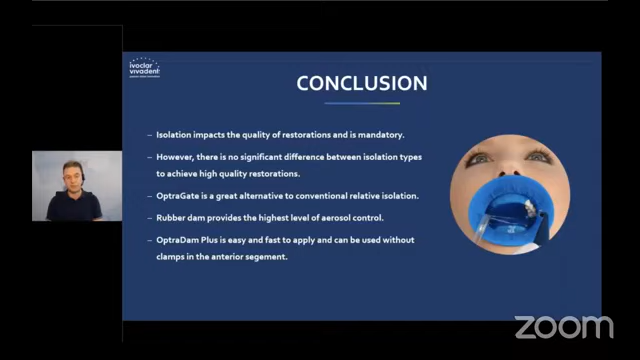 ivoclar
vivadent
CONCLUSION
– Isolation impacts the quality of restorations and is mandatory.
– However, there is no significant difference between isolation types
to achieve high quality restorations.
– OptraGate is a great alternative to conventional relative isolation.
– Rubber dam provides the highest level of aerosol control.
– OptraDam Plus is easy and fast to apply and can be used without
clamps in the anterior segement.
zoom